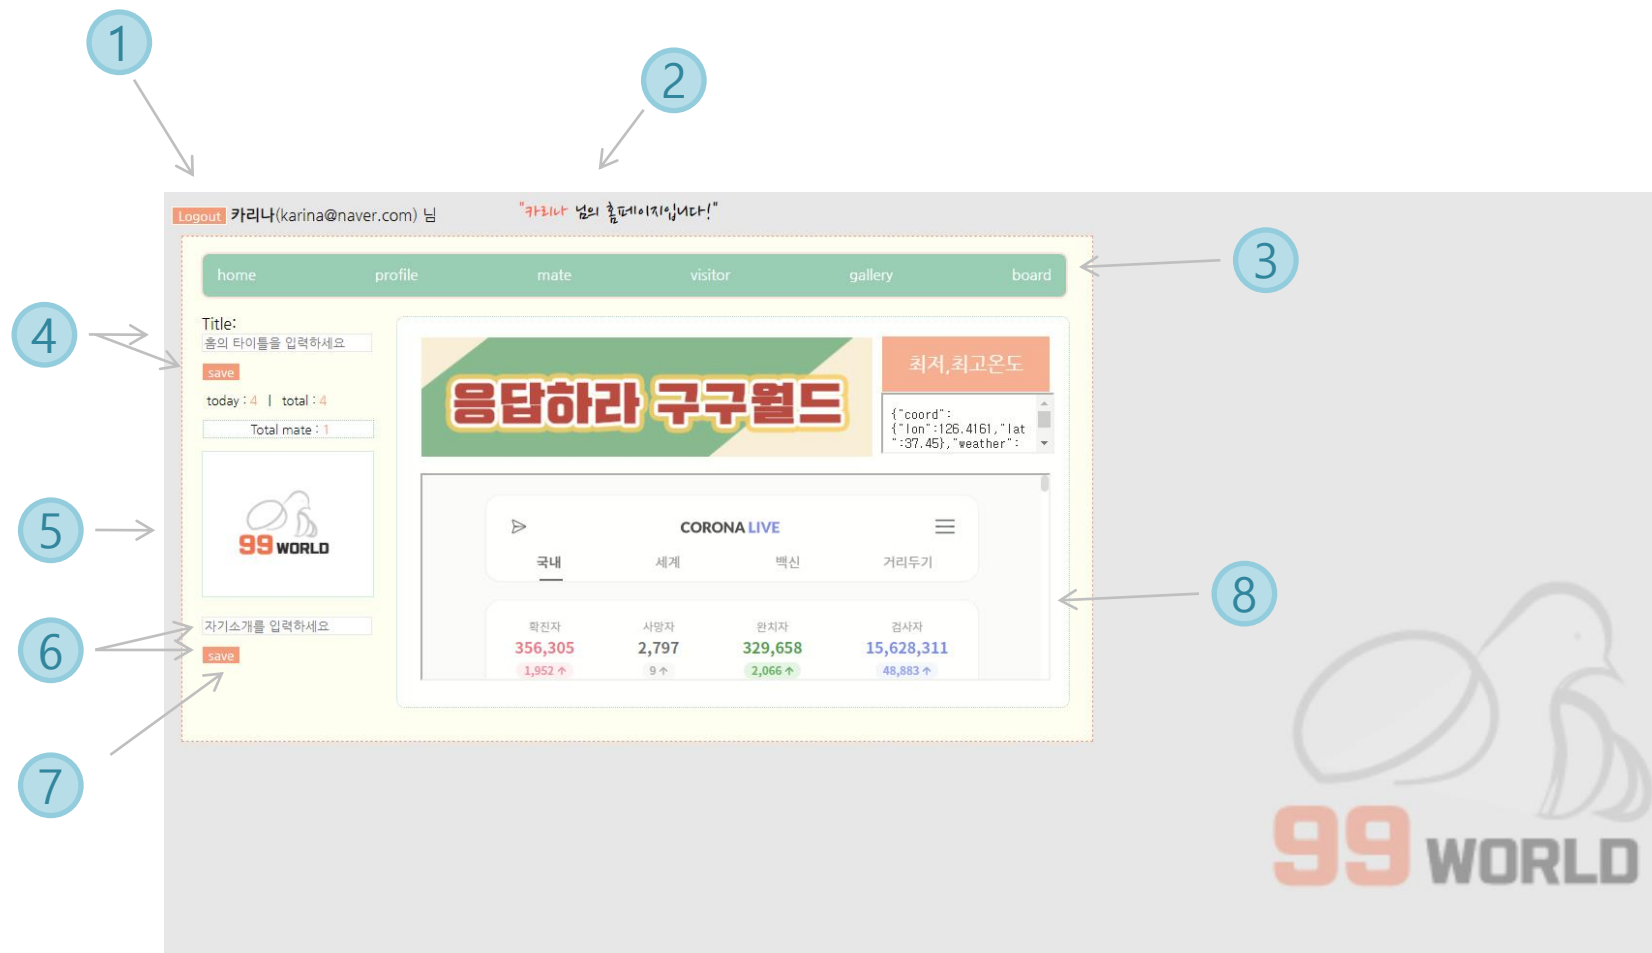 1
2
Logout 카리나(karina@naver.com) 님
"카리나 님의 홈페이지입니다!"
3
home profile mate visitor gallery board
4
Title:
홈의 타이틀을 입력하세요
save
today : 4 | total : 4
Total mate : 1
응답하라 구구월드
최저,최고온도
{"coord":
{"lon":126.4161,"lat
":37.45},"weather":
5
99 WORLD
CORONA LIVE
국내 세계 백신 거리두기
6
자기소개를 입력하세요
save
확진자 사망자 완치자 검사자
356,305 2,797 329,658 15,628,311
1,952 ↑ 9 ↑ 2,066 ↑ 48,883 ↑
7
8
99 WORLD